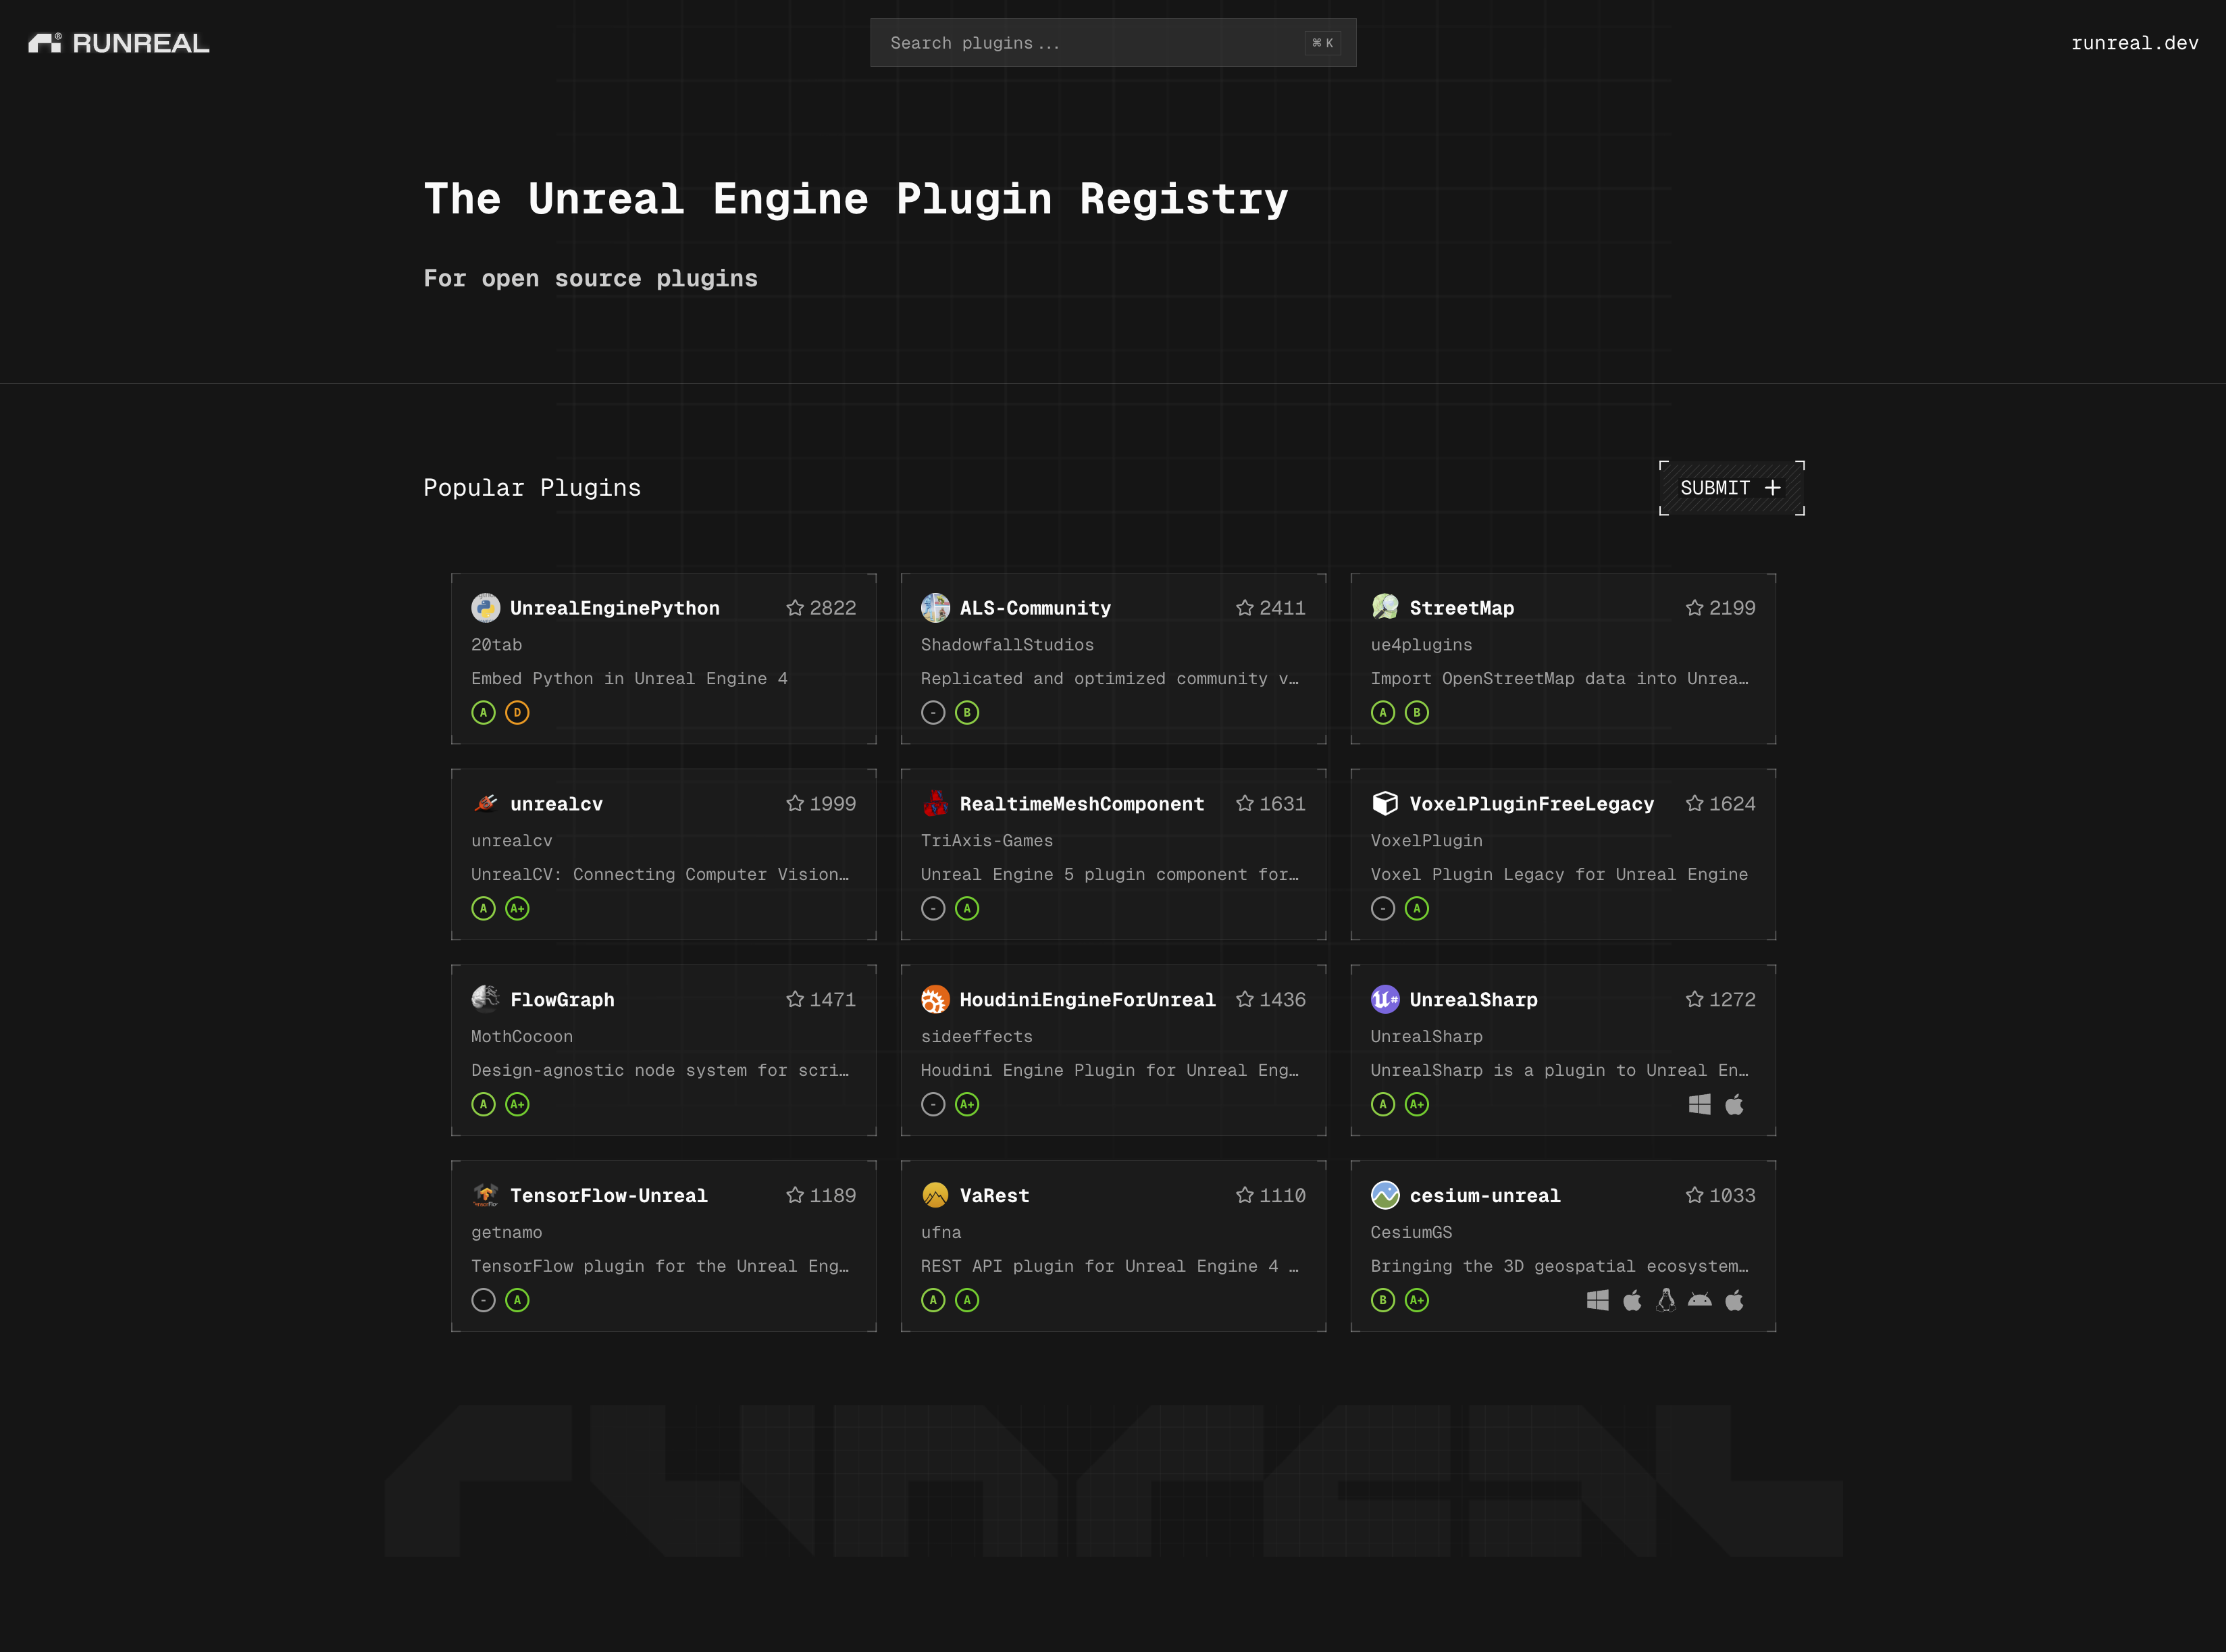 RUNREAL
Search plugins...
⌘ K
runreal.dev
The Unreal Engine Plugin Registry
For open source plugins
Popular Plugins
SUBMIT +
UnrealEnginePython
2822
20tab
Embed Python in Unreal Engine 4
A
D
ALS-Community
2411
ShadowfallStudios
Replicated and optimized community v…
-
B
StreetMap
2199
ue4plugins
Import OpenStreetMap data into Unrea…
A
B
unrealcv
1999
unrealcv
UnrealCV: Connecting Computer Vision…
A
A+
RealtimeMeshComponent
1631
TriAxis-Games
Unreal Engine 5 plugin component for…
-
A
VoxelPluginFreeLegacy
1624
VoxelPlugin
Voxel Plugin Legacy for Unreal Engine
-
A
FlowGraph
1471
MothCocoon
Design-agnostic node system for scri…
A
A+
HoudiniEngineForUnreal
1436
sideeffects
Houdini Engine Plugin for Unreal Eng…
-
A+
UnrealSharp
1272
UnrealSharp
UnrealSharp is a plugin to Unreal En…
A
A+
TensorFlow-Unreal
1189
getnamo
TensorFlow plugin for the Unreal Eng…
-
A
VaRest
1110
ufna
REST API plugin for Unreal Engine 4 …
A
A
cesium-unreal
1033
CesiumGS
Bringing the 3D geospatial ecosystem…
B
A+
runreal